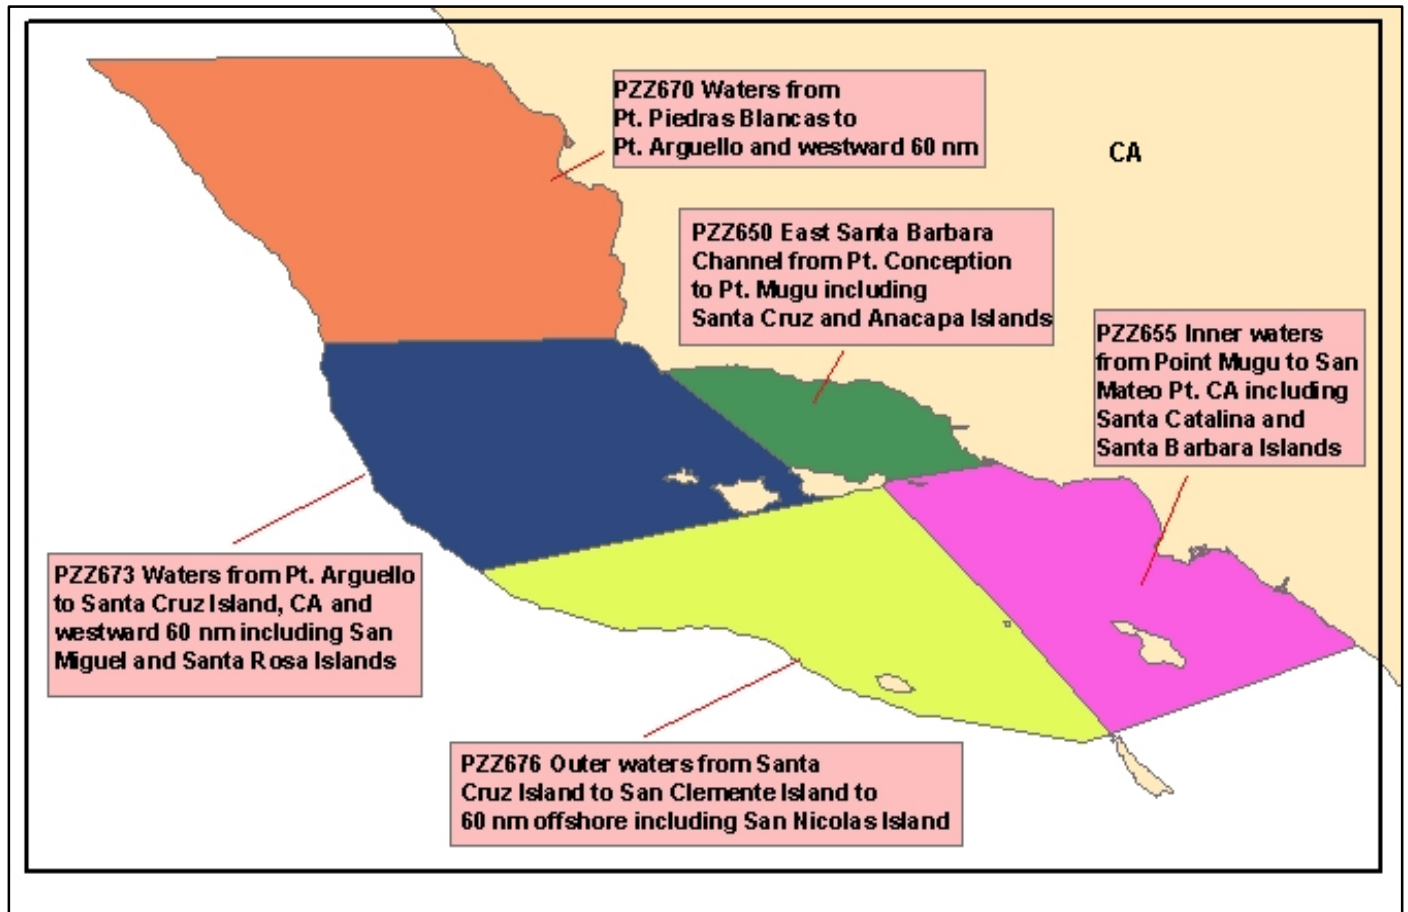 PZZ670 Waters from
Pt. Piedras Blancas to
Pt. Arguello and westward 60 nm
CA
PZZ650 East Santa Barbara
Channel from Pt. Conception
to Pt. Mugu including
Santa Cruz and Anacapa Islands
PZZ655 Inner waters
from Point Mugu to San
Mateo Pt. CA including
Santa Catalina and
Santa Barbara Islands
PZZ673 Waters from Pt. Arguello
to Santa Cruz Island, CA and
westward 60 nm including San
Miguel and Santa Rosa Islands
PZZ676 Outer waters from Santa
Cruz Island to San Clemente Island to
60 nm offshore including San Nicolas Island